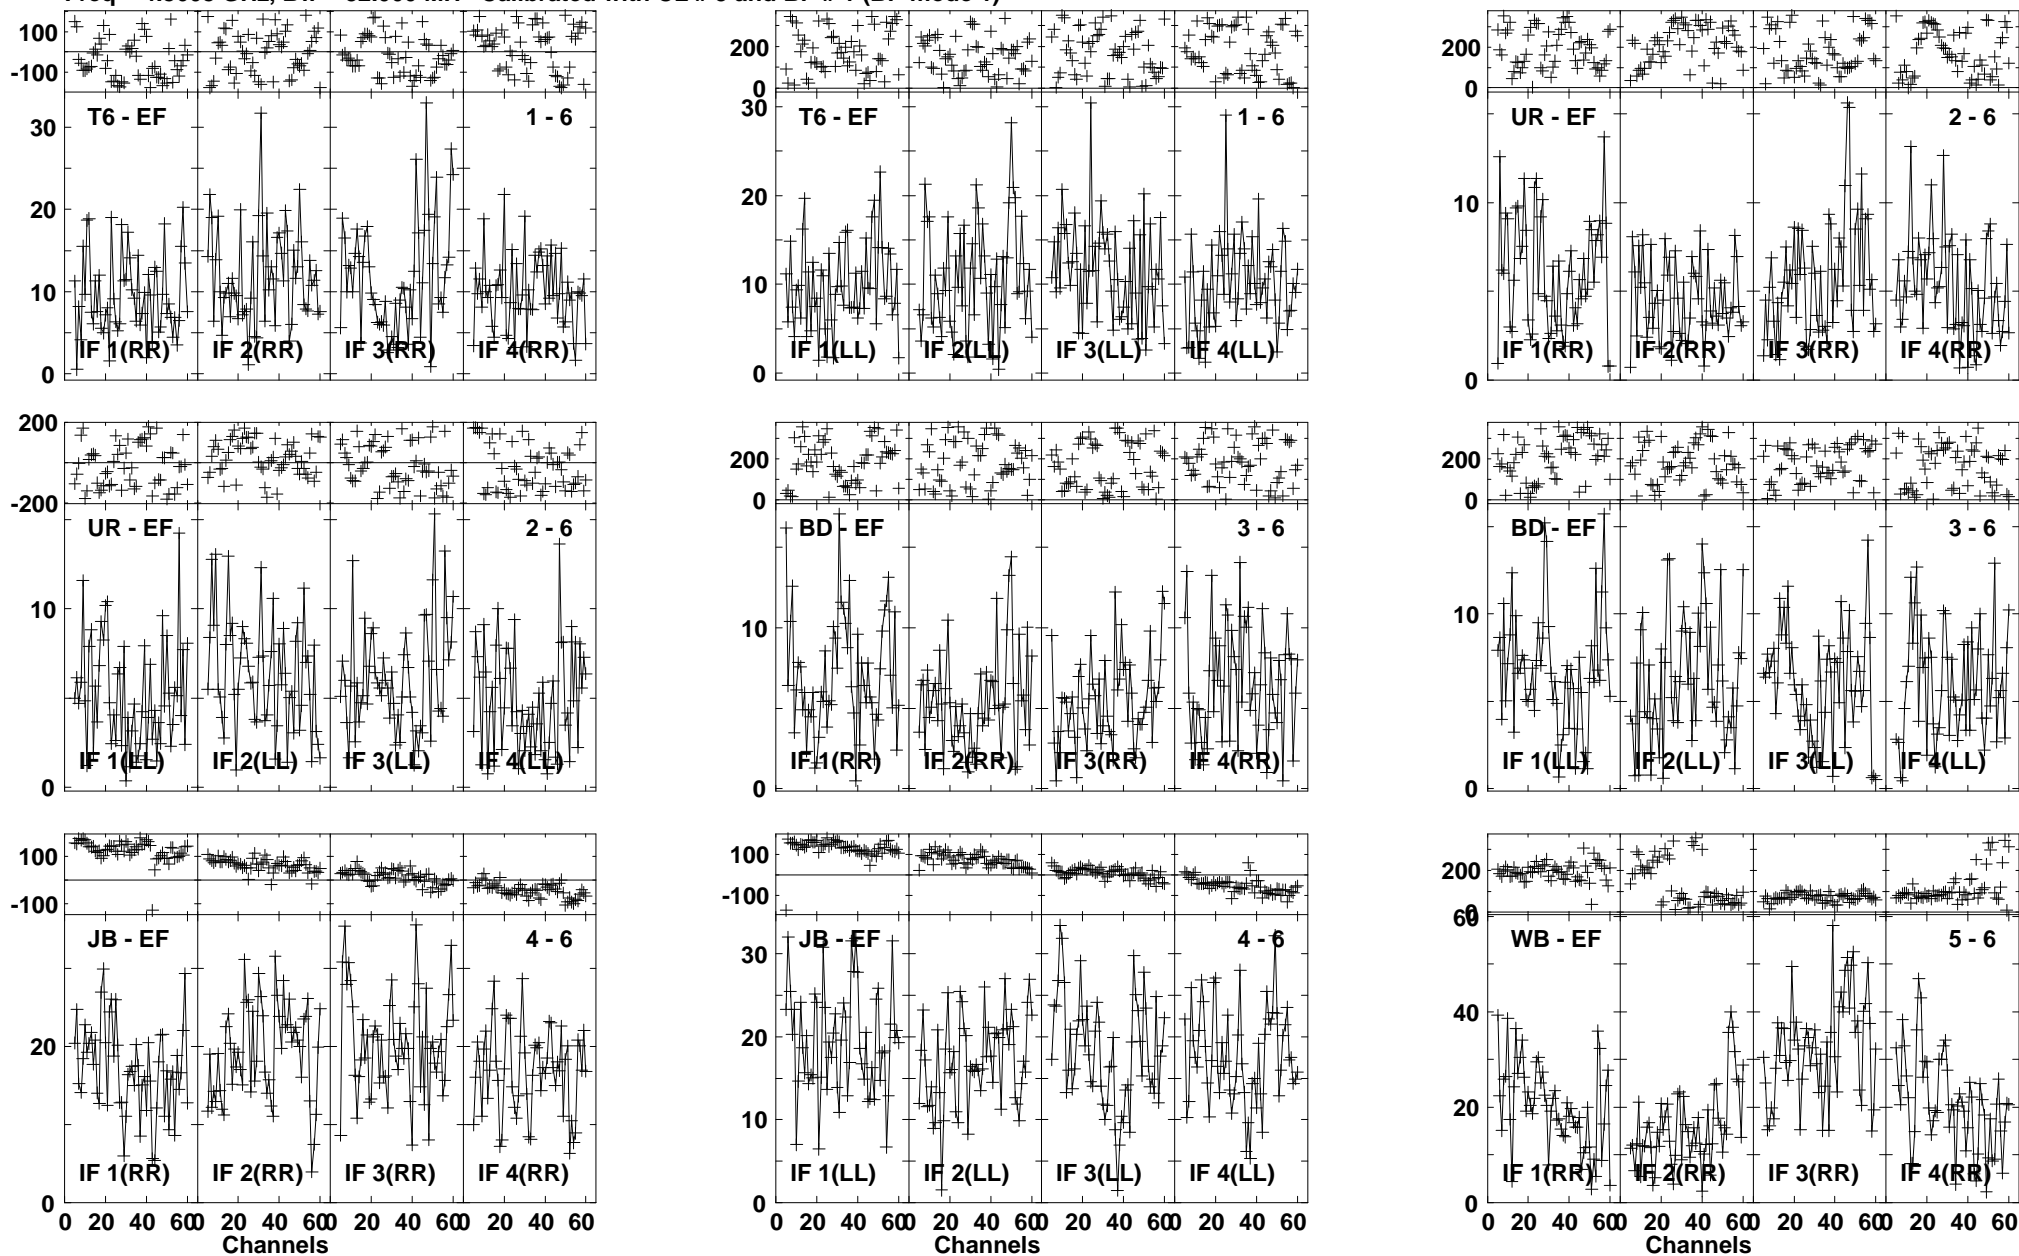 100
-100
T6 - EF
1 - 6
30
20
10
0
IF 1(RR)
IF 2(RR)
IF 3(RR)
IF 4(RR)
200
0
T6 - EF
1 - 6
30
20
10
0
IF 1(LL)
IF 2(LL)
IF 3(LL)
IF 4(LL)
200
0
UR - EF
2 - 6
10
0
IF 1(RR)
IF 2(RR)
IF 3(RR)
IF 4(RR)
200
0
-200
UR - EF
2 - 6
10
0
IF 1(LL)
IF 2(LL)
IF 3(LL)
IF 4(LL)
200
0
BD - EF
3 - 6
10
0
IF 1(RR)
IF 2(RR)
IF 3(RR)
IF 4(RR)
200
0
BD - EF
3 - 6
10
0
IF 1(LL)
IF 2(LL)
IF 3(LL)
IF 4(LL)
100
-100
JB - EF
4 - 6
20
0
IF 1(RR)
IF 2(RR)
IF 3(RR)
IF 4(RR)
0 20 40 60 0 20 40 60 0 20 40 60 0 20 40 60
Channels
100
-100
JB - EF
4 - 6
30
20
10
0
IF 1(LL)
IF 2(LL)
IF 3(LL)
IF 4(LL)
0 20 40 60 0 20 40 60 0 20 40 60 0 20 40 60
Channels
200
0
WB - EF
5 - 6
60
40
20
0
IF 1(RR)
IF 2(RR)
IF 3(RR)
IF 4(RR)
0 20 40 60 0 20 40 60 0 20 40 60 0 20 40 60
Channels